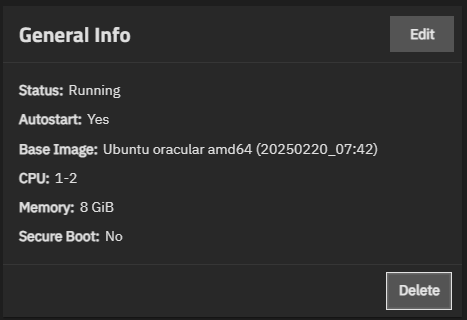 General Info
Edit
Status: Running
Autostart: Yes
Base Image: Ubuntu oracular amd64 (20250220_07:42)
CPU: 1-2
Memory: 8 GiB
Secure Boot: No
Delete